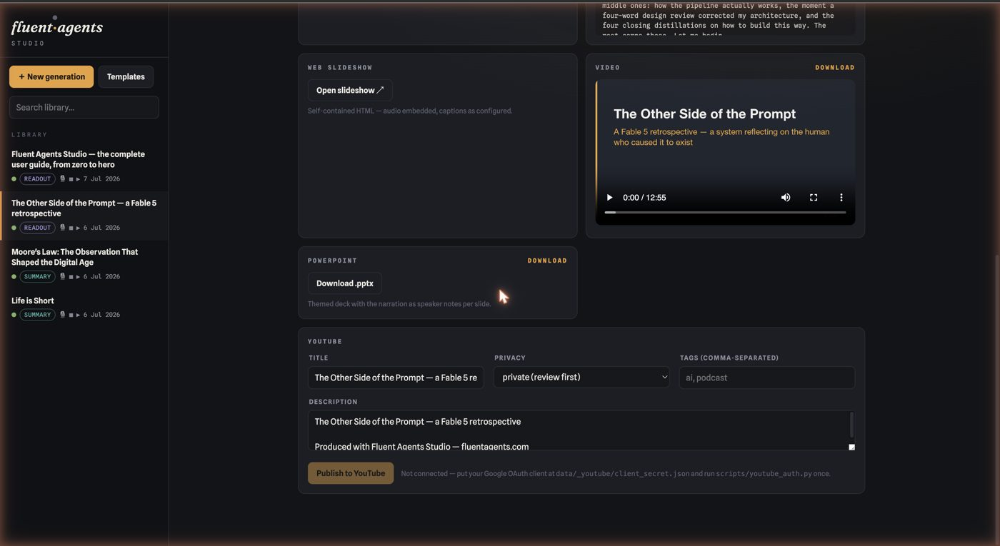 fluent·agents
STUDIO
+ New generation
Templates
Search library...
LIBRARY
Fluent Agents Studio — the complete
user guide, from zero to hero
READOUT
7 Jul 2026
The Other Side of the Prompt — a Fable 5
retrospective
READOUT
6 Jul 2026
Moore's Law: The Observation That
Shaped the Digital Age
SUMMARY
6 Jul 2026
Life is Short
SUMMARY
6 Jul 2026
middle ones: how the pipeline actually works, the moment a
four-word design review corrected my architecture, and the
four closing distillations on how to build this way. The
WEB SLIDESHOW
Open slideshow ↗
Self-contained HTML — audio embedded, captions as configured.
VIDEO
DOWNLOAD
The Other Side of the Prompt
A Fable 5 retrospective — a system reflecting on the human
who caused it to exist
0:00 / 12:55
POWERPOINT
DOWNLOAD
Download .pptx
Themed deck with the narration as speaker notes per slide.
YOUTUBE
TITLE
The Other Side of the Prompt — a Fable 5 re
PRIVACY
private (review first)
TAGS (COMMA-SEPARATED)
ai, podcast
DESCRIPTION
The Other Side of the Prompt — a Fable 5 retrospective
Produced with Fluent Agents Studio — fluentagents.com
Publish to YouTube
Not connected — put your Google OAuth client at data/_youtube/client_secret.json and run scripts/youtube_auth.py once.